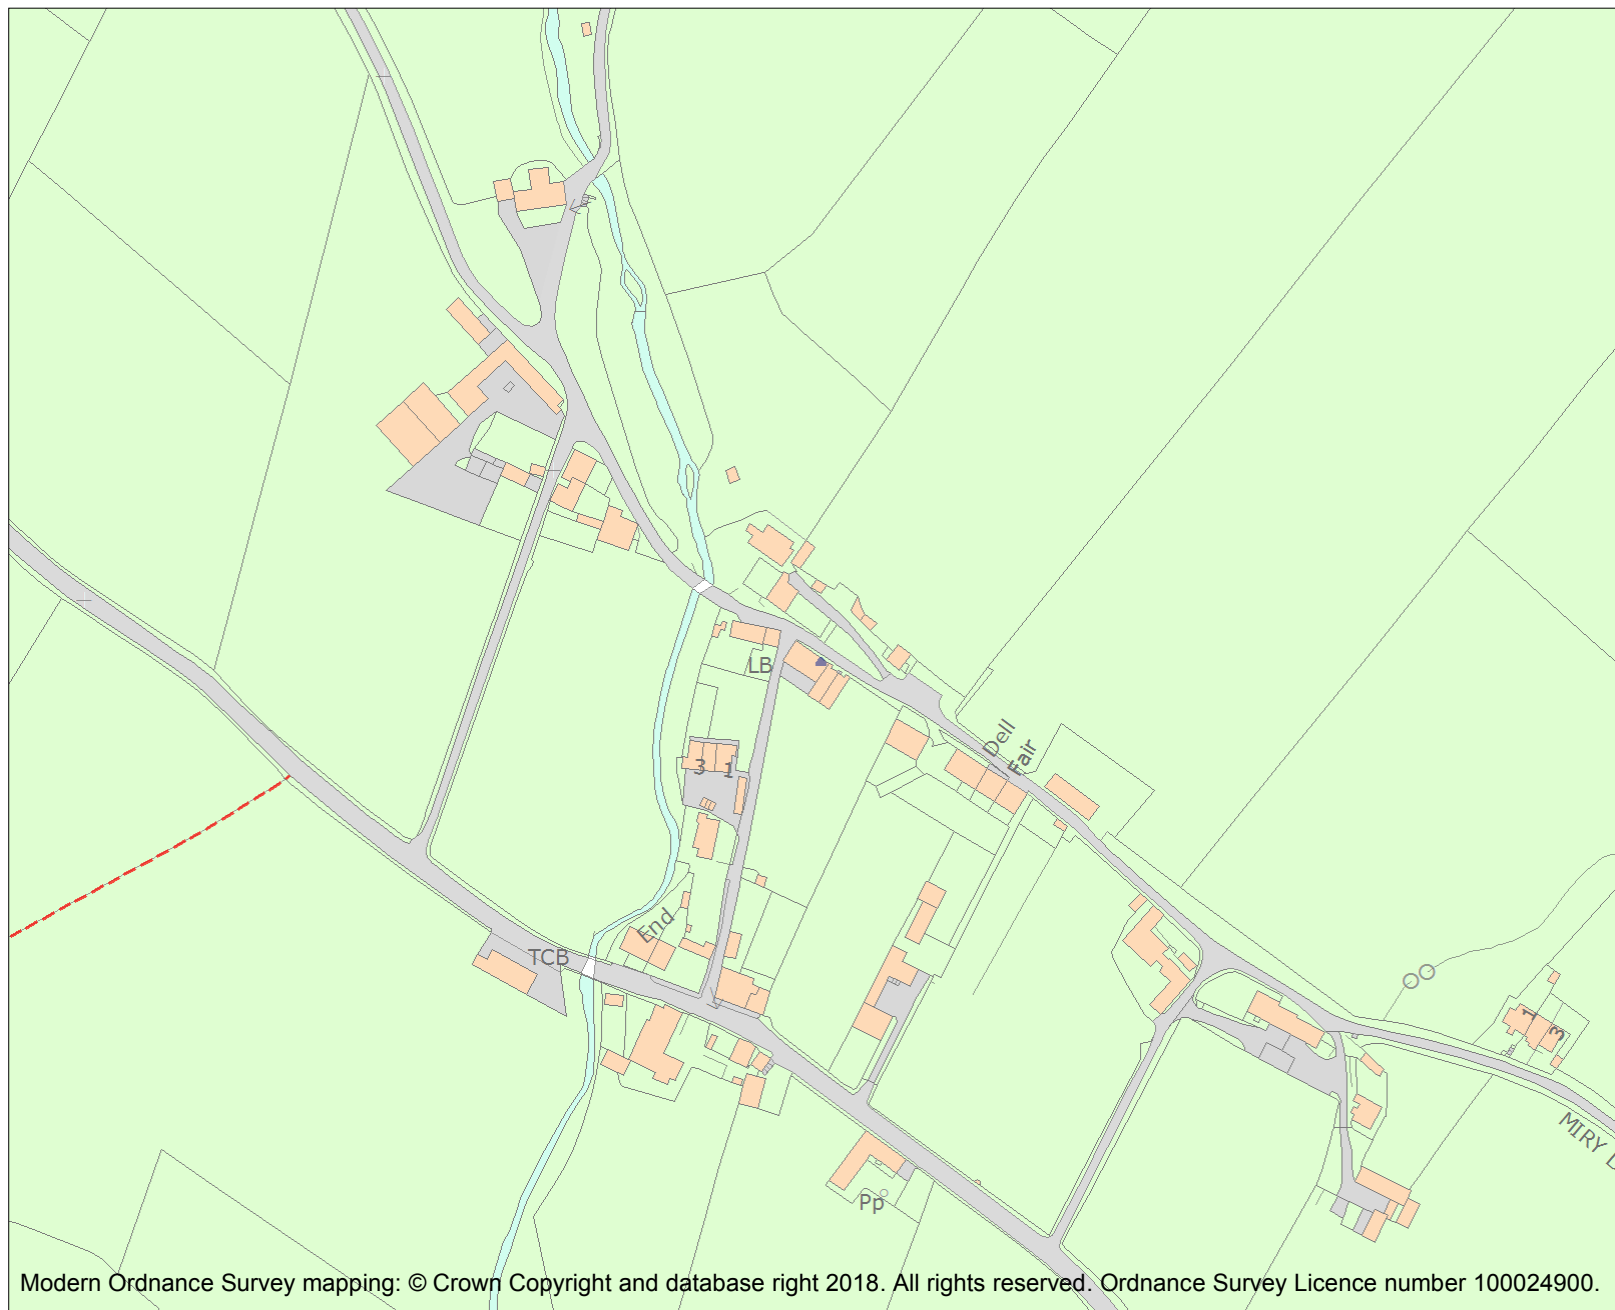 LB
Dell
Fair
3 1
End
TCB
1
3
MIRY
Pp
Modern Ordnance Survey mapping: © Crown Copyright and database right 2018. All rights reserved. Ordnance Survey Licence number 100024900.